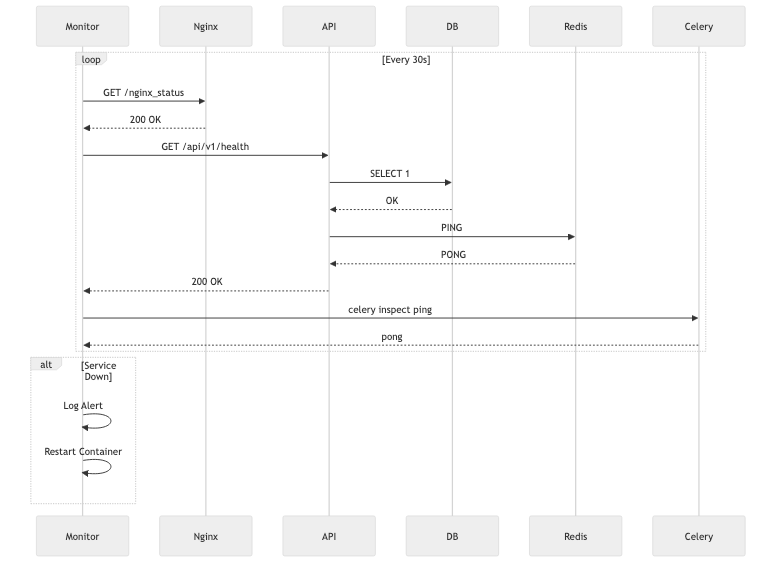 Monitor
Nginx
API
DB
Redis
Celery
loop
[Every 30s]
GET /nginx_status
200 OK
GET /api/v1/health
SELECT 1
OK
PING
PONG
200 OK
celery inspect ping
pong
alt
[Service
Down]
Log Alert
Restart Container
Monitor
Nginx
API
DB
Redis
Celery